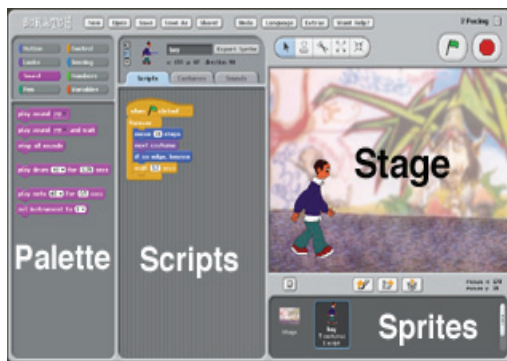 SCRATCH
New Open Save Save As Share! Undo Language Extras Want Help?
Motion Control
Looks Sensing
Sound Numbers
Pen Variables
boy Export Sprite
Scripts Costumes Sounds
play sound
play sound and wait
stop all sounds
play drum for secs
play note for secs
set instrument to
when clicked
forever
move steps
next costume
if on edge, bounce
wait secs
Palette
Scripts
Stage
Sprites
Stage
boy